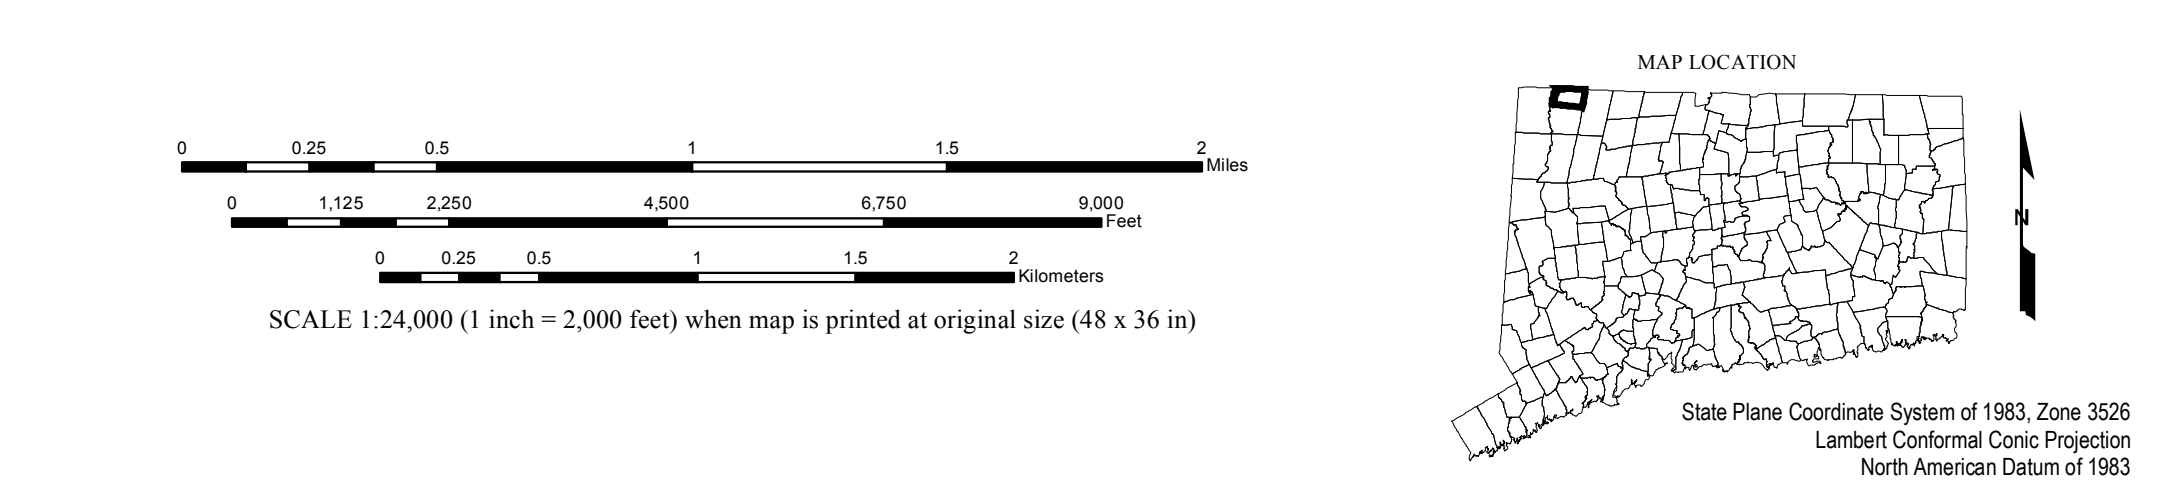 0 0.25 0.5 1 1.5 2
Miles
0 1,125 2,250 4,500 6,750 9,000
Feet
0 0.25 0.5 1 1.5 2
Kilometers
SCALE 1:24,000 (1 inch = 2,000 feet) when map is printed at original size (48 x 36 in)
MAP LOCATION
N
State Plane Coordinate System of 1983, Zone 3526
Lambert Conformal Conic Projection
North American Datum of 1983